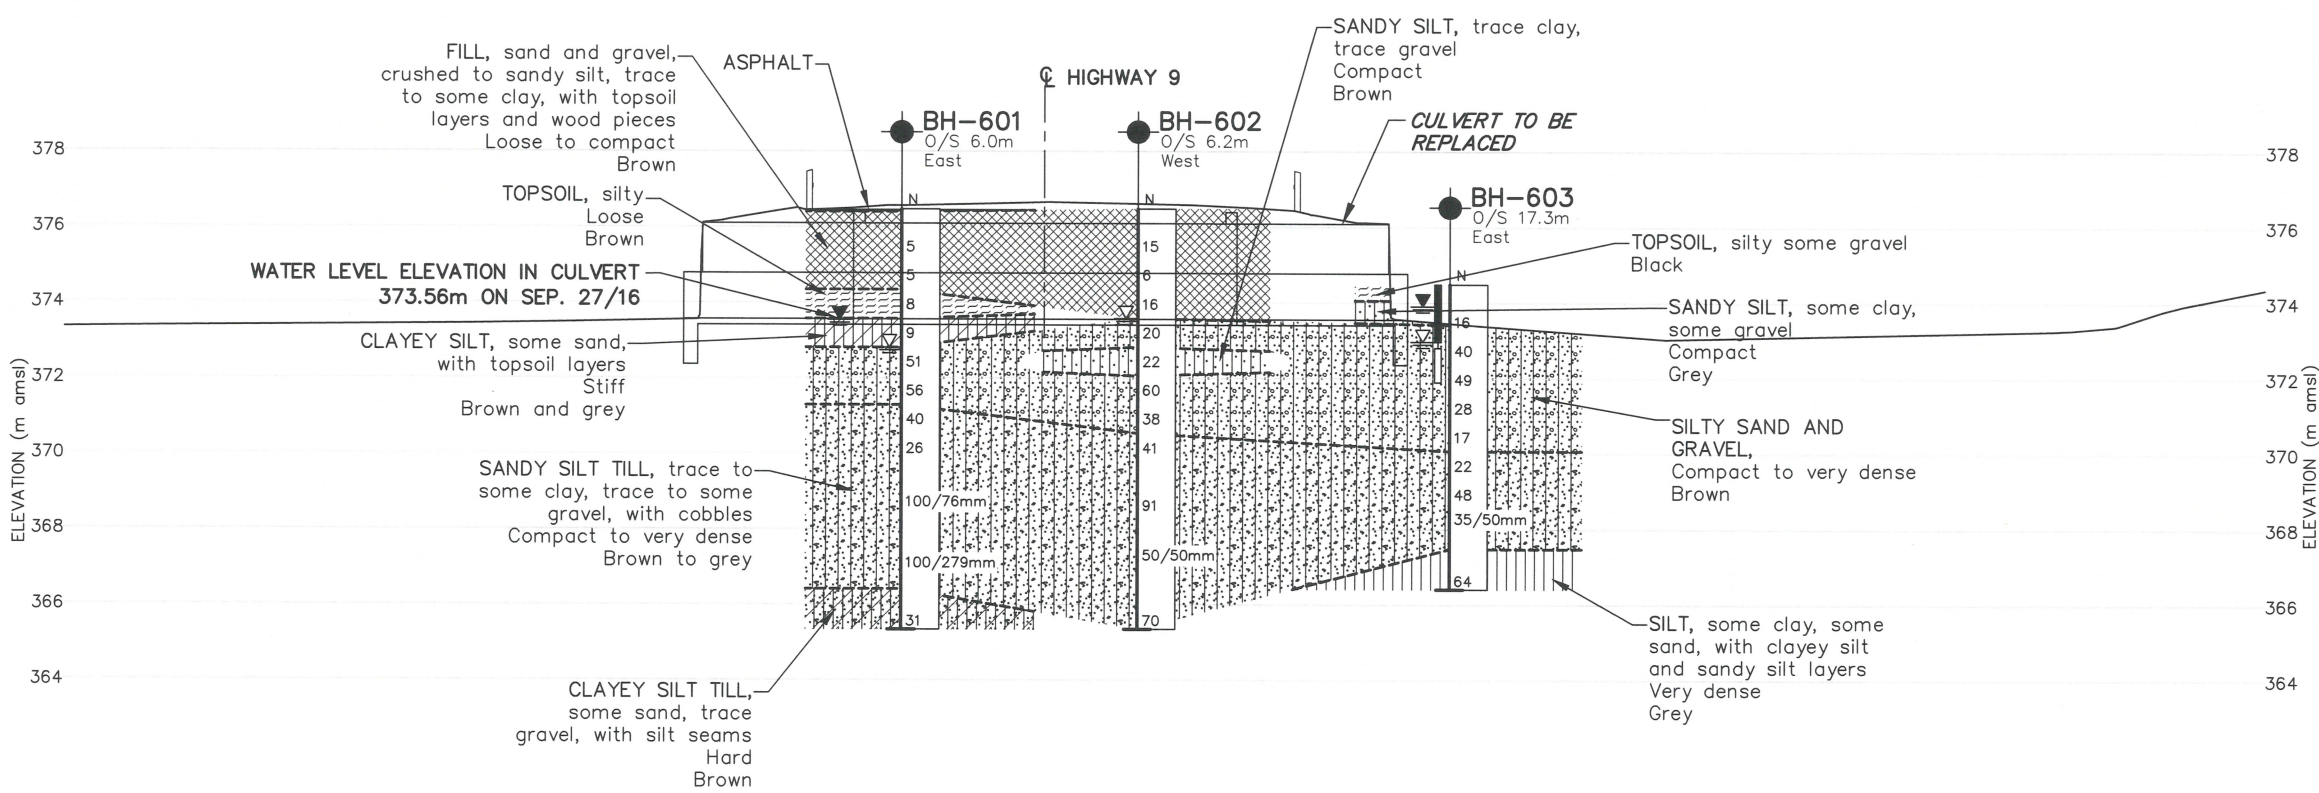 FILL, sand and gravel,
crushed to sandy silt, trace
to some clay, with topsoil
layers and wood pieces
Loose to compact
Brown
ASPHALT
℄ HIGHWAY 9
SANDY SILT, trace clay,
trace gravel
Compact
Brown
BH-601
O/S 6.0m
East
BH-602
O/S 6.2m
West
CULVERT TO BE
REPLACED
BH-603
O/S 17.3m
East
TOPSOIL, silty
Loose
Brown
WATER LEVEL ELEVATION IN CULVERT
373.56m ON SEP. 27/16
CLAYEY SILT, some sand,
with topsoil layers
Stiff
Brown and grey
SANDY SILT TILL, trace to
some clay, trace to some
gravel, with cobbles
Compact to very dense
Brown to grey
CLAYEY SILT TILL,
some sand, trace
gravel, with silt seams
Hard
Brown
TOPSOIL, silty some gravel
Black
SANDY SILT, some clay,
some gravel
Compact
Grey
SILTY SAND AND
GRAVEL,
Compact to very dense
Brown
SILT, some clay, some
sand, with clayey silt
and sandy silt layers
Very dense
Grey
N
5
5
8
9
51
56
40
26
100/76mm
100/279mm
31
N
15
6
16
20
22
60
38
41
91
50/50mm
70
N
16
40
49
28
17
22
48
35/50mm
64
378
376
374
372
370
368
366
364
ELEVATION (m amsl)
378
376
374
372
370
368
366
364
ELEVATION (m amsl)